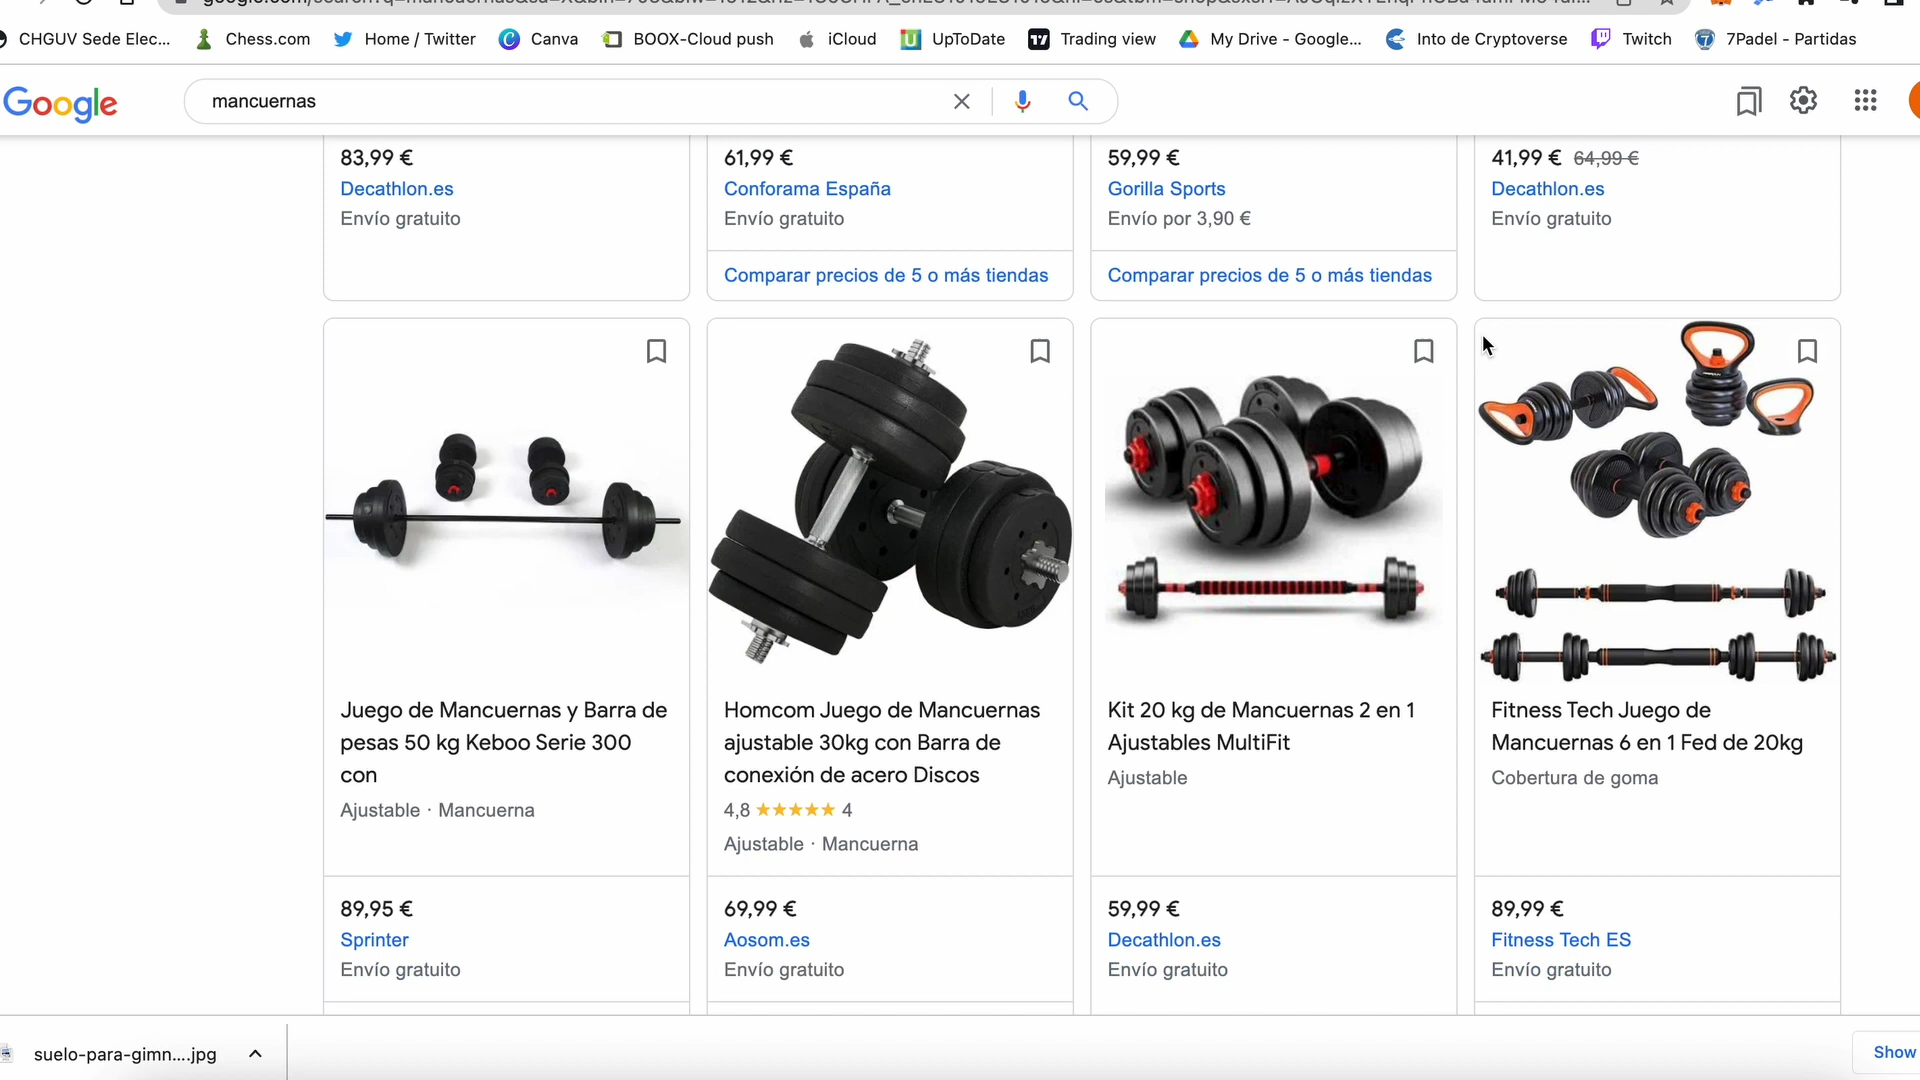 CHGUV Sede Elec...
Chess.com
Home / Twitter
Canva
BOOX-Cloud push
iCloud
UpToDate
Trading view
My Drive - Google...
Into de Cryptoverse
Twitch
7Padel - Partidas
Google
mancuernas
83,99 €
Decathlon.es
Envío gratuito
61,99 €
Conforama España
Envío gratuito
Comparar precios de 5 o más tiendas
59,99 €
Gorilla Sports
Envío por 3,90 €
Comparar precios de 5 o más tiendas
41,99 € 64,99 €
Decathlon.es
Envío gratuito
Juego de Mancuernas y Barra de
pesas 50 kg Keboo Serie 300
con
Ajustable · Mancuerna
89,95 €
Sprinter
Envío gratuito
Homcom Juego de Mancuernas
ajustable 30kg con Barra de
conexión de acero Discos
4,8 ★★★★★ 4
Ajustable · Mancuerna
69,99 €
Aosom.es
Envío gratuito
Kit 20 kg de Mancuernas 2 en 1
Ajustables MultiFit
Ajustable
59,99 €
Decathlon.es
Envío gratuito
Fitness Tech Juego de
Mancuernas 6 en 1 Fed de 20kg
Cobertura de goma
89,99 €
Fitness Tech ES
Envío gratuito
suelo-para-gimn....jpg
Show